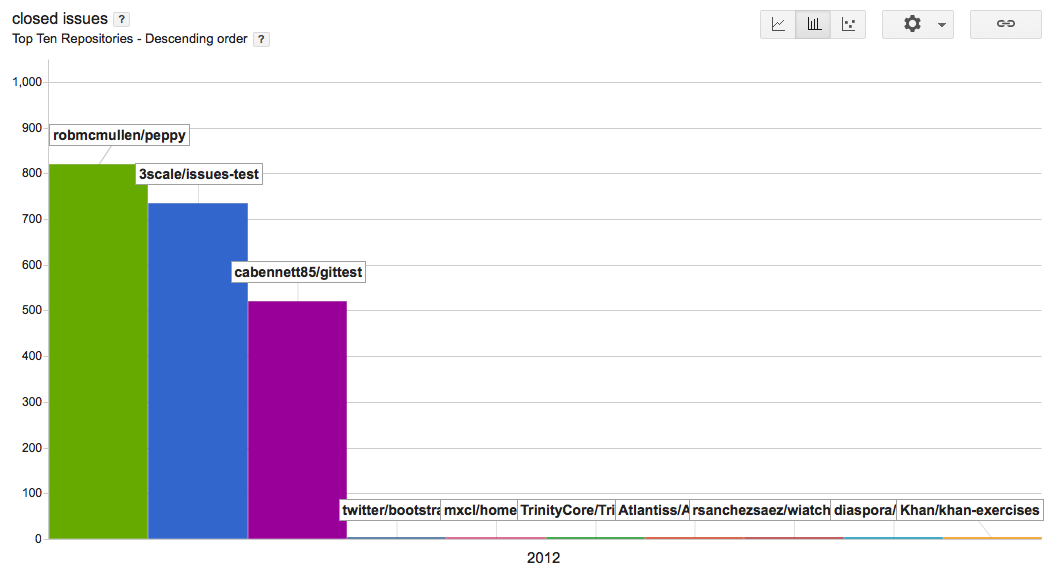 closed issues ?
Top Ten Repositories - Descending order ?
1,000
900
robmcmullen/peppy
800
3scale/issues-test
700
600
cabennett85/gittest
500
400
300
200
100
twitter/bootstra mxcl/home TrinityCore/Tri Atlantiss/A rsanchezsaez/wiatch diaspora/ Khan/khan-exercises
0
2012